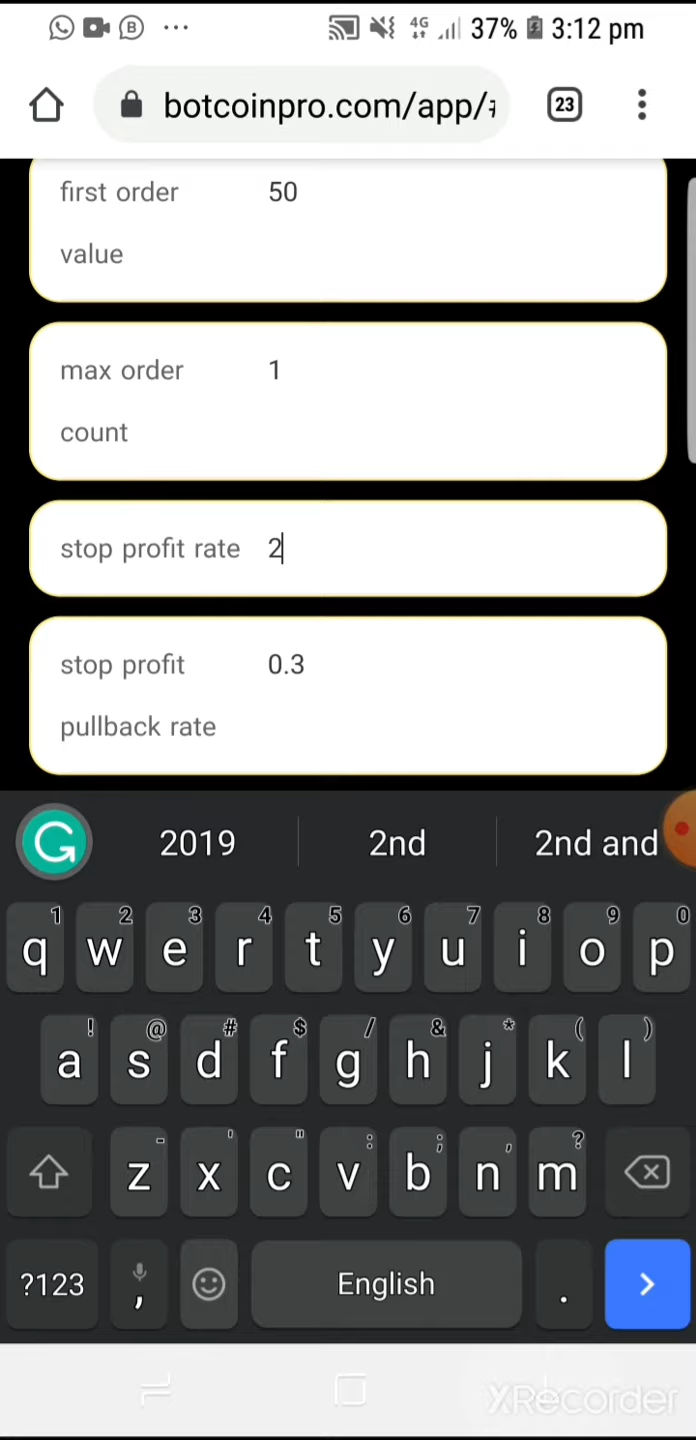 4G 37% 3:12 pm
botcoinpro.com/app/
23
first order 50
value
max order 1
count
stop profit rate 2
stop profit 0.3
pullback rate
2019 2nd 2nd and
1 2 3 4 5 6 7 8 9 0
q w e r t y u i o p
! @ # $ / & * ( )
a s d f g h j k l
- ' " : ; , ?
z x c v b n m
?123 , English .
XRecorder